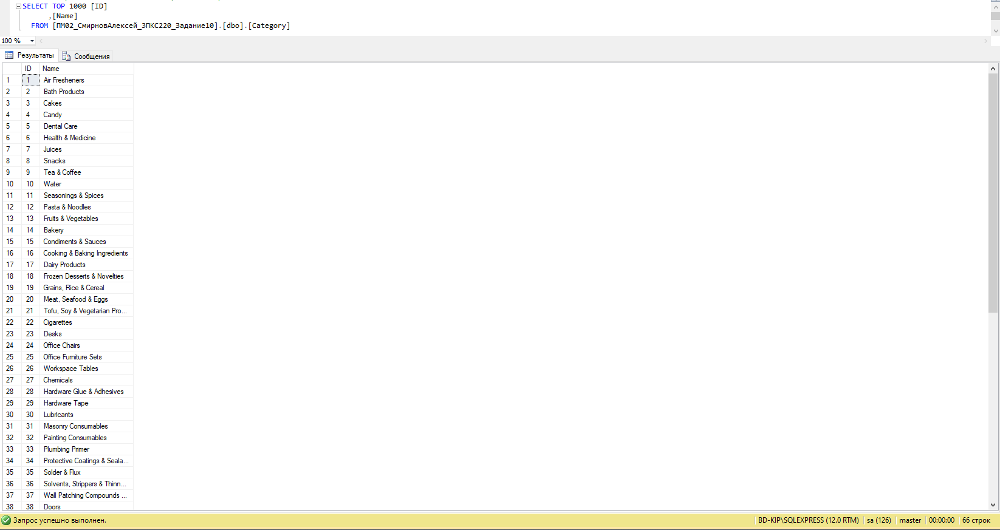 SELECT TOP 1000 [ID]
,[Name]
FROM [ПМ02_СмирновАлексей_3ПКС220_Задание10].[dbo].[Category]
100 %
Результаты
Сообщения
ID Name
1 1 Air Fresheners
2 2 Bath Products
3 3 Cakes
4 4 Candy
5 5 Dental Care
6 6 Health & Medicine
7 7 Juices
8 8 Snacks
9 9 Tea & Coffee
10 10 Water
11 11 Seasonings & Spices
12 12 Pasta & Noodles
13 13 Fruits & Vegetables
14 14 Bakery
15 15 Condiments & Sauces
16 16 Cooking & Baking Ingredients
17 17 Dairy Products
18 18 Frozen Desserts & Novelties
19 19 Grains, Rice & Cereal
20 20 Meat, Seafood & Eggs
21 21 Tofu, Soy & Vegetarian Pro...
22 22 Cigarettes
23 23 Desks
24 24 Office Chairs
25 25 Office Furniture Sets
26 26 Workspace Tables
27 27 Chemicals
28 28 Hardware Glue & Adhesives
29 29 Hardware Tape
30 30 Lubricants
31 31 Masonry Consumables
32 32 Painting Consumables
33 33 Plumbing Primer
34 34 Protective Coatings & Seala...
35 35 Solder & Flux
36 36 Solvents, Strippers & Thinn...
37 37 Wall Patching Compounds ...
38 38 Doors
Запрос успешно выполнен.
BD-KIP\SQLEXPRESS (12.0 RTM) sa (126) master 00:00:00 66 строк